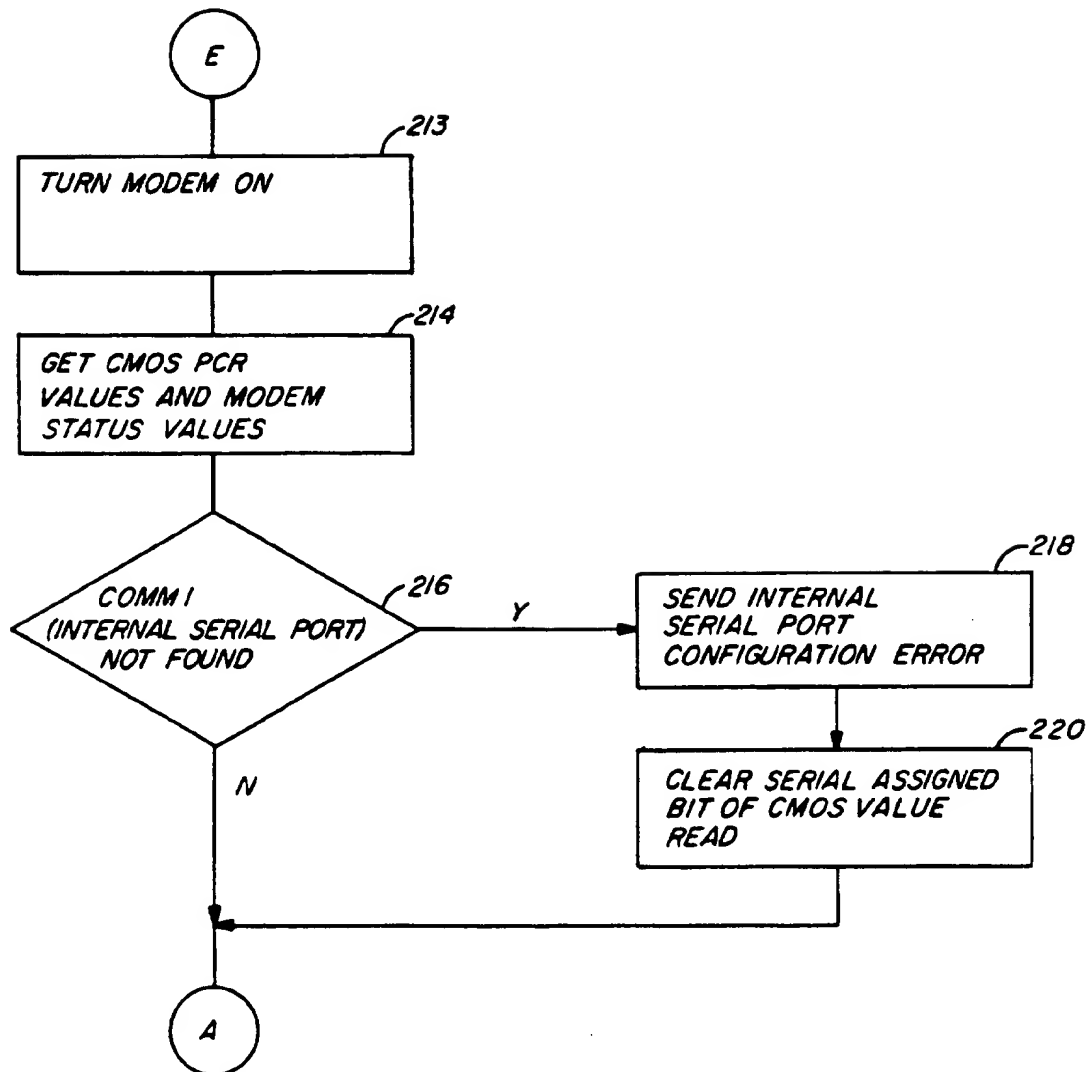 E
213
TURN MODEM ON
214
GET CMOS PCR
VALUES AND MODEM
STATUS VALUES
216
COMM 1
(INTERNAL SERIAL PORT)
NOT FOUND
Y
218
SEND INTERNAL
SERIAL PORT
CONFIGURATION ERROR
220
CLEAR SERIAL ASSIGNED
BIT OF CMOS VALUE
READ
N
A